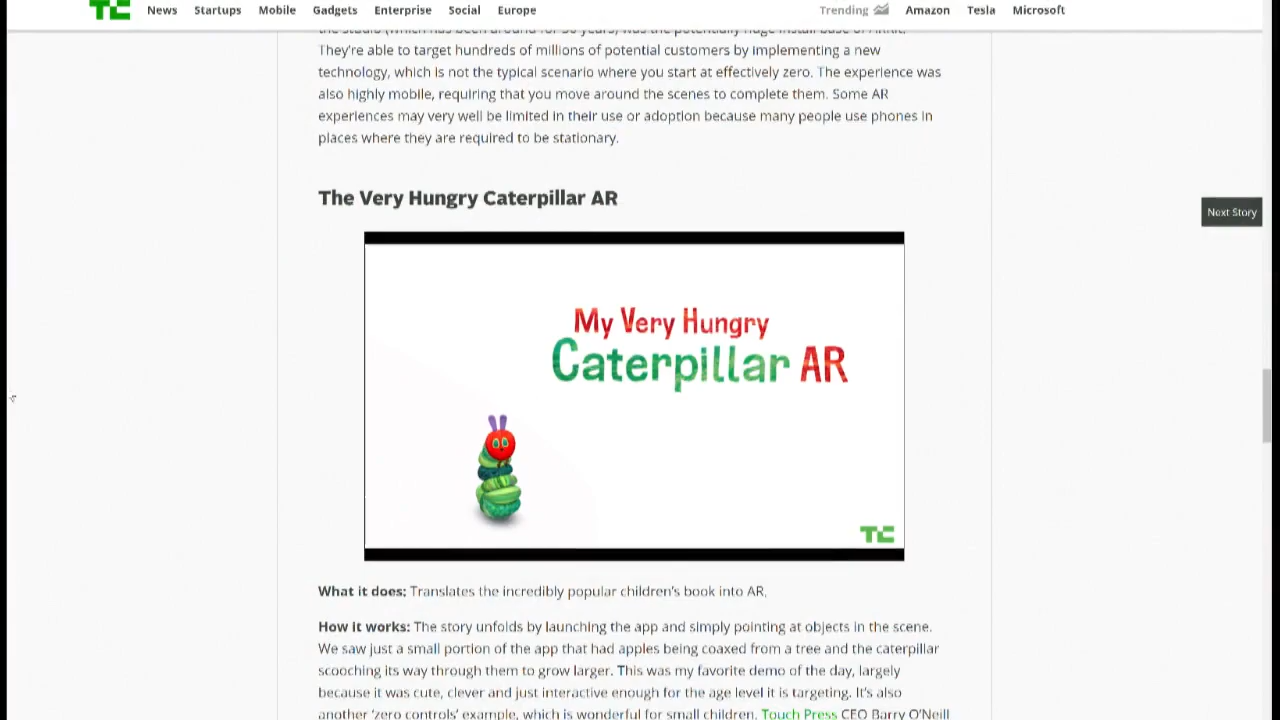 TC News Startups Mobile Gadgets Enterprise Social Europe Trending Amazon Tesla Microsoft
They're able to target hundreds of millions of potential customers by implementing a new
technology, which is not the typical scenario where you start at effectively zero. The experience was
also highly mobile, requiring that you move around the scenes to complete them. Some AR
experiences may very well be limited in their use or adoption because many people use phones in
places where they are required to be stationary.
The Very Hungry Caterpillar AR
Next Story
My Very Hungry
Caterpillar AR
TC
What it does: Translates the incredibly popular children's book into AR.
How it works: The story unfolds by launching the app and simply pointing at objects in the scene.
We saw just a small portion of the app that had apples being coaxed from a tree and the caterpillar
scooching its way through them to grow larger. This was my favorite demo of the day, largely
because it was cute, clever and just interactive enough for the age level it is targeting. It's also
another 'zero controls' example, which is wonderful for small children. Touch Press CEO Barry O'Neill